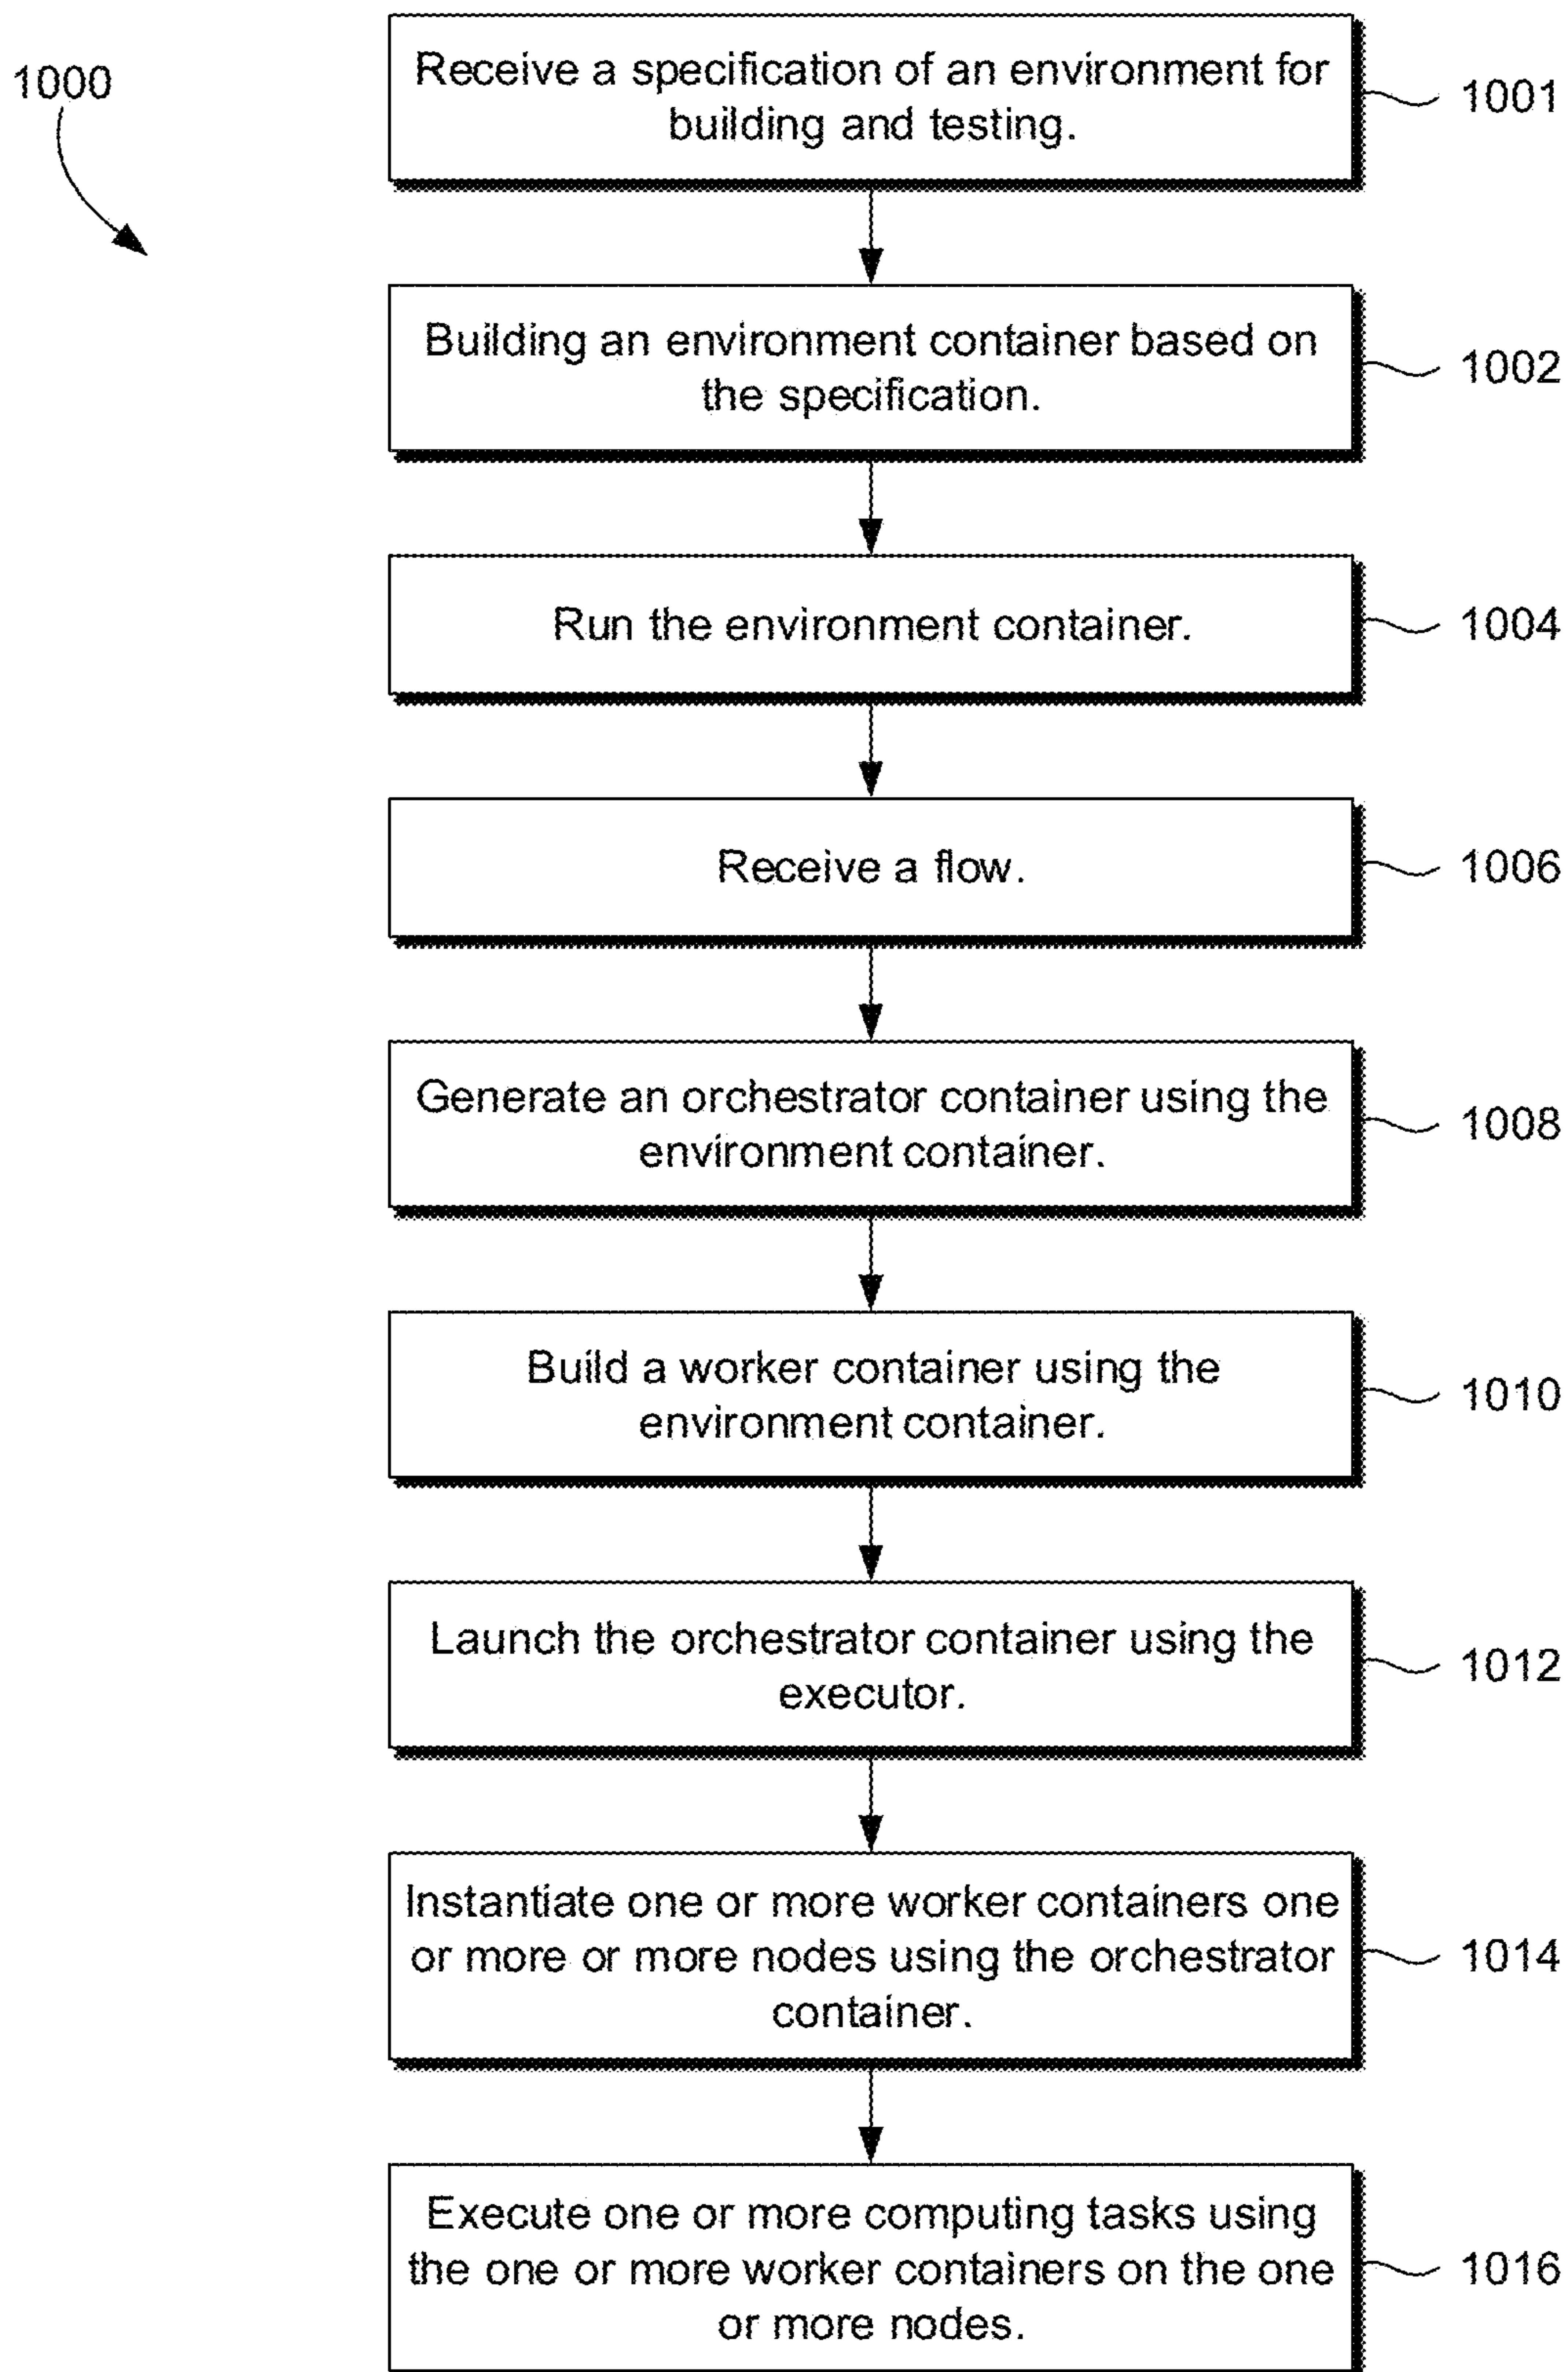 1000
Receive a specification of an environment for
building and testing.
1001
Building an environment container based on
the specification.
1002
Run the environment container.
1004
Receive a flow.
1006
Generate an orchestrator container using the
environment container.
1008
Build a worker container using the
environment container.
1010
Launch the orchestrator container using the
executor.
1012
Instantiate one or more worker containers one
or more or more nodes using the orchestrator
container.
1014
Execute one or more computing tasks using
the one or more worker containers on the one
or more nodes.
1016